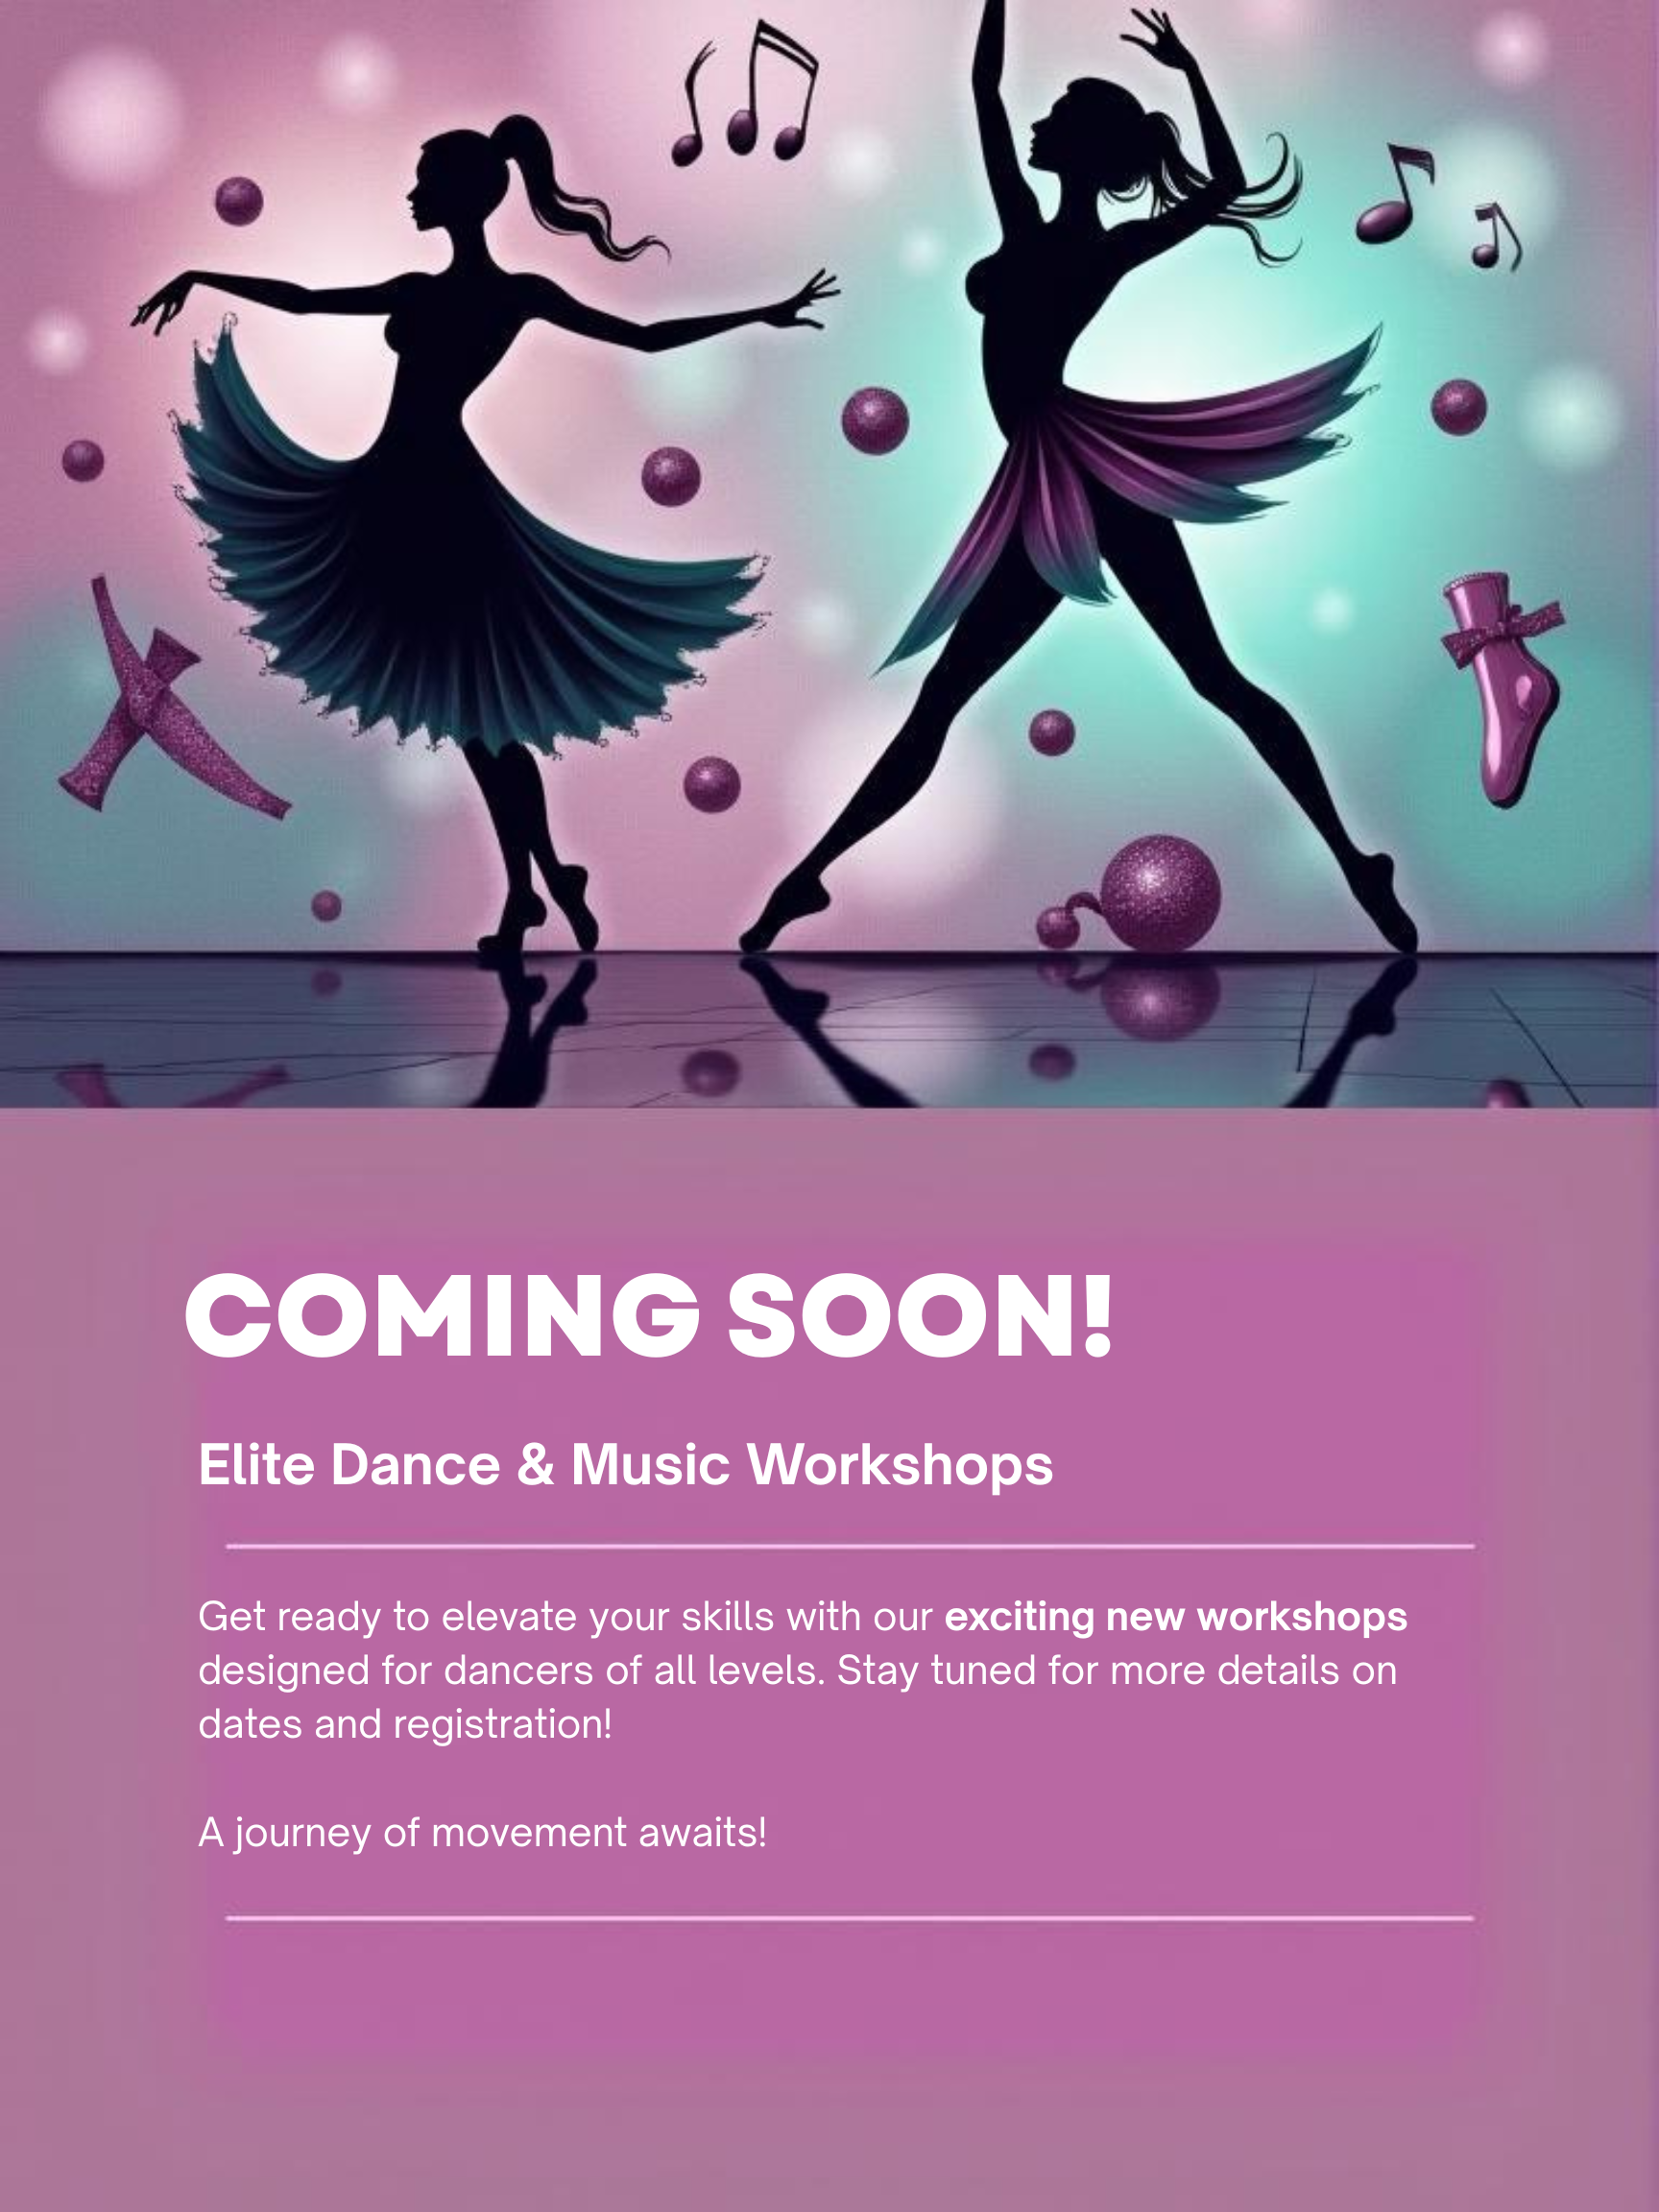 COMING SOON!
Elite Dance & Music Workshops
Get ready to elevate your skills with our exciting new workshops
designed for dancers of all levels. Stay tuned for more details on
dates and registration!
A journey of movement awaits!